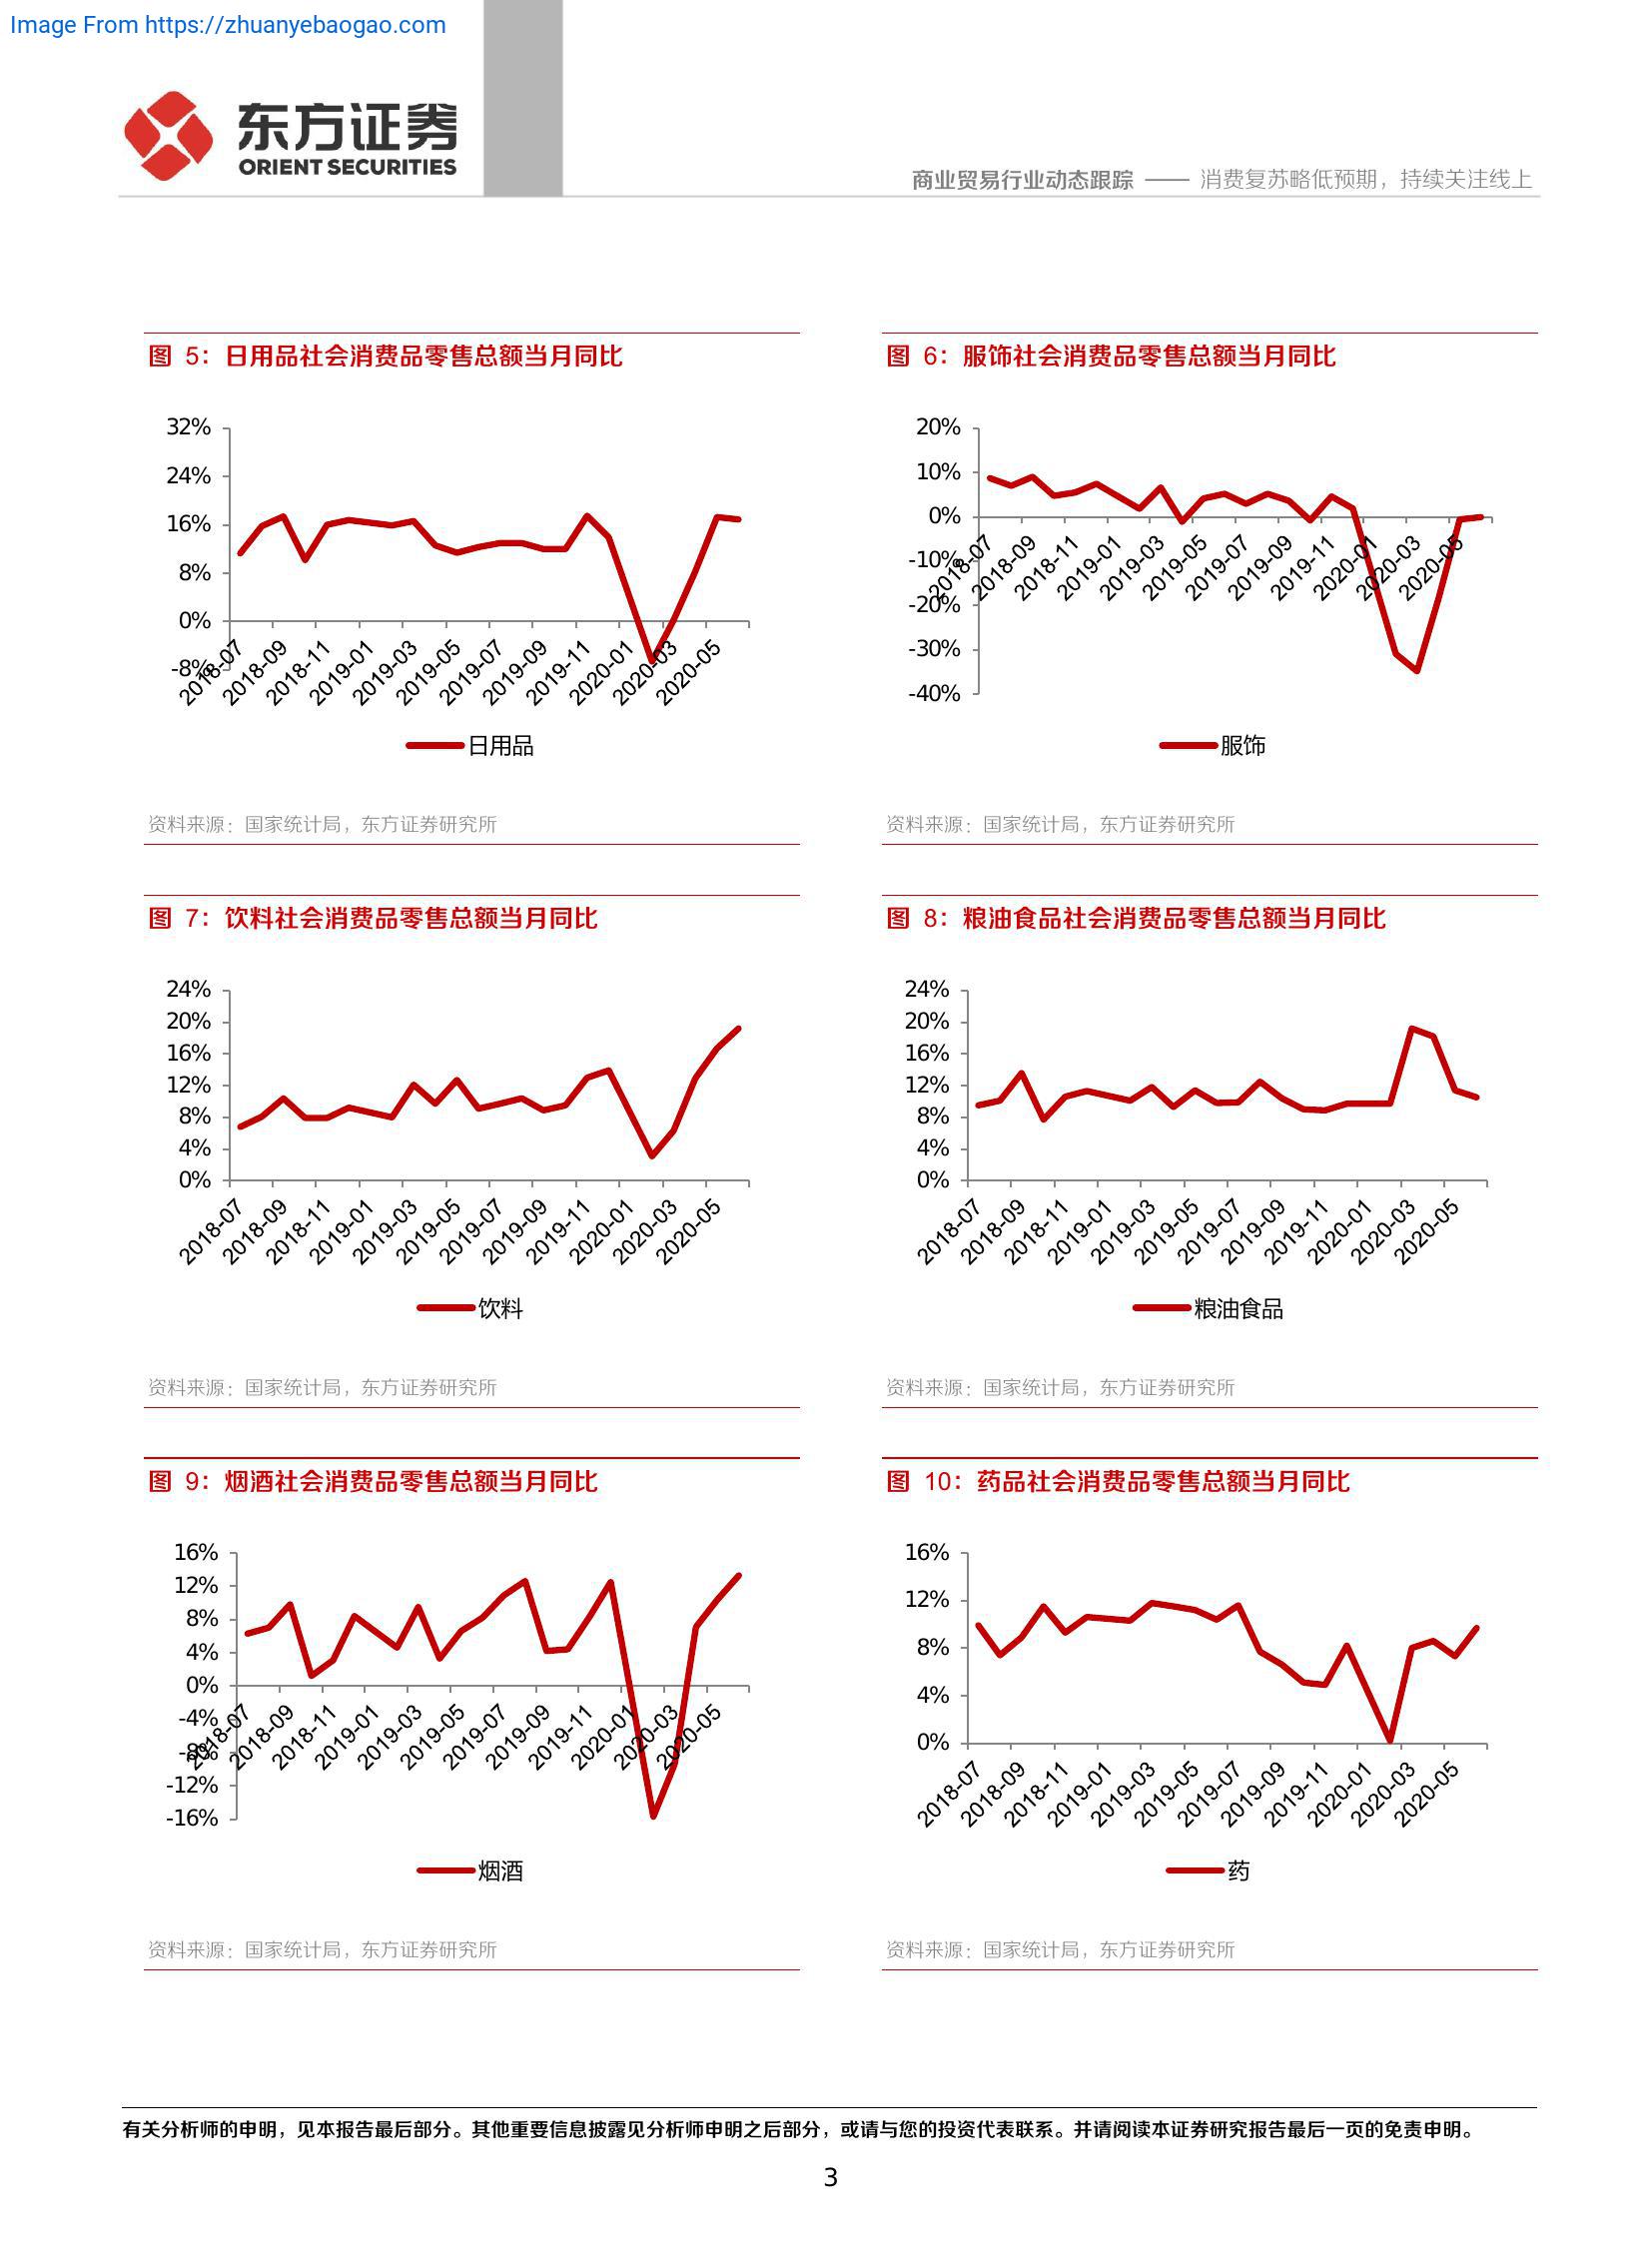 Image From https://zhuanyebaogao.com
东方证券
ORIENT SECURITIES
商业贸易行业动态跟踪 —— 消费复苏略低预期，持续关注线上
图 5：日用品社会消费品零售总额当月同比
32%
24%
16%
8%
0%
-8%
2018-07 2018-09 2018-11 2019-01 2019-03 2019-05 2019-07 2019-09 2019-11 2020-01 2020-03 2020-05
日用品
资料来源：国家统计局，东方证券研究所
图 6：服饰社会消费品零售总额当月同比
20%
10%
0%
-10%
-20%
-30%
-40%
2018-07 2018-09 2018-11 2019-01 2019-03 2019-05 2019-07 2019-09 2019-11 2020-01 2020-03 2020-05
服饰
资料来源：国家统计局，东方证券研究所
图 7：饮料社会消费品零售总额当月同比
24%
20%
16%
12%
8%
4%
0%
2018-07 2018-09 2018-11 2019-01 2019-03 2019-05 2019-07 2019-09 2019-11 2020-01 2020-03 2020-05
饮料
资料来源：国家统计局，东方证券研究所
图 8：粮油食品社会消费品零售总额当月同比
24%
20%
16%
12%
8%
4%
0%
2018-07 2018-09 2018-11 2019-01 2019-03 2019-05 2019-07 2019-09 2019-11 2020-01 2020-03 2020-05
粮油食品
资料来源：国家统计局，东方证券研究所
图 9：烟酒社会消费品零售总额当月同比
16%
12%
8%
4%
0%
-4%
-8%
-12%
-16%
2018-07 2018-09 2018-11 2019-01 2019-03 2019-05 2019-07 2019-09 2019-11 2020-01 2020-03 2020-05
烟酒
资料来源：国家统计局，东方证券研究所
图 10：药品社会消费品零售总额当月同比
16%
12%
8%
4%
0%
2018-07 2018-09 2018-11 2019-01 2019-03 2019-05 2019-07 2019-09 2019-11 2020-01 2020-03 2020-05
药
资料来源：国家统计局，东方证券研究所
有关分析师的申明，见本报告最后部分。其他重要信息披露见分析师申明之后部分，或请与您的投资代表联系。并请阅读本证券研究报告最后一页的免责申明。
3